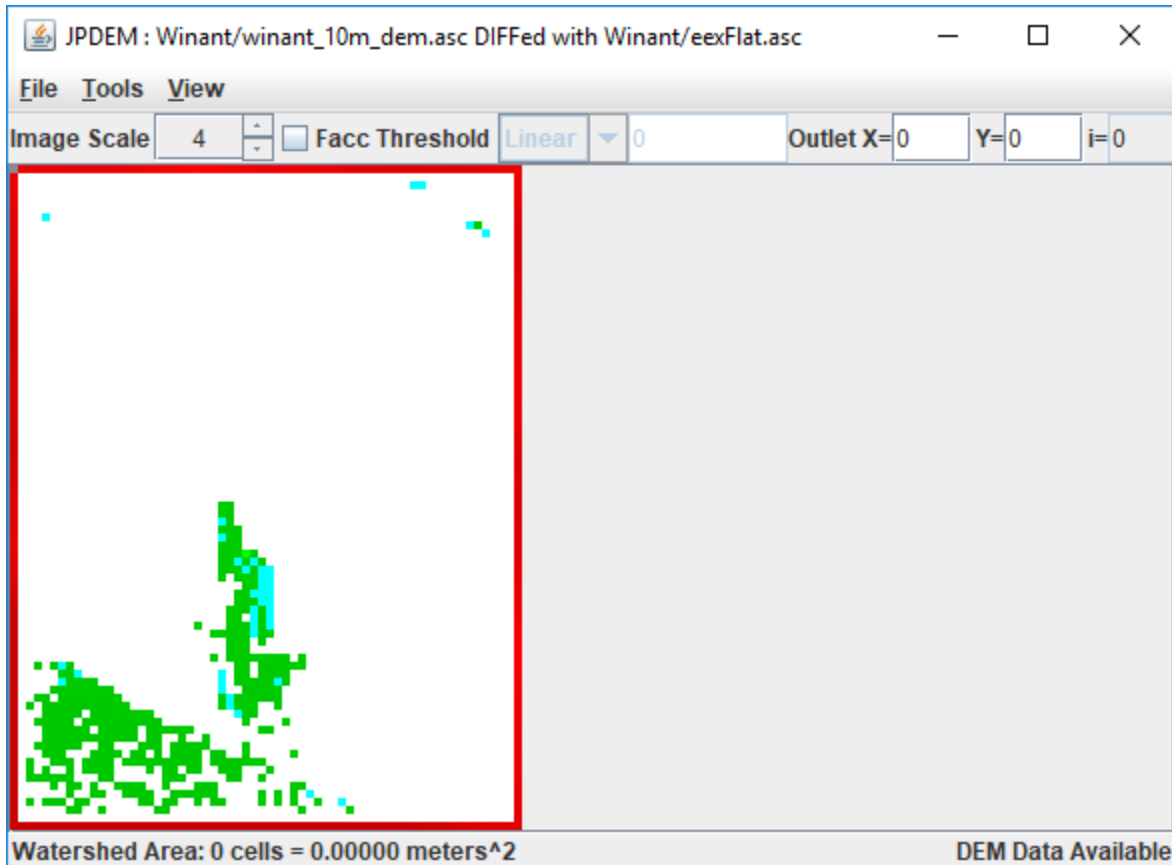 JPDEM : Winant/winant_10m_dem.asc DIFFed with Winant/eexFlat.asc
File Tools View
Image Scale 4 Facc Threshold Linear 0 Outlet X= 0 Y= 0 i= 0
Watershed Area: 0 cells = 0.00000 meters^2 DEM Data Available